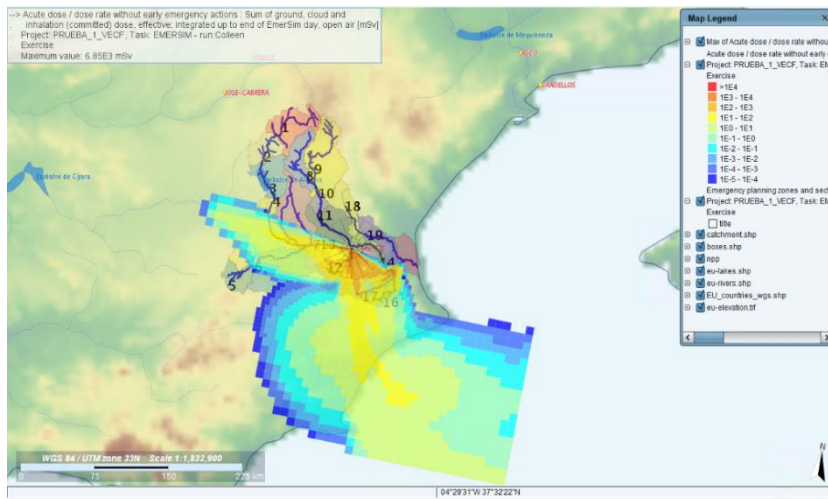 --> Acute dose / dose rate without early emergency actions ; Sum of ground, cloud and
inhalation (committed) dose, effective, integrated up to end of EmerSim day, open air [mSv]
Project: PRUEBA_1_VECF, Task: EMERSIM - run:Colleen
Exercise
Maximum value: 6.85E3 mSv
Map Legend
Max of Acute dose / dose rate withou
Acute dose / dose rate without early
Project: PRUEBA_1_VECF, Task: EM
Exercise
>1E4
1E3 - 1E4
1E2 - 1E3
1E1 - 1E2
1E0 - 1E1
1E-1 - 1E0
1E-2 - 1E-1
1E-3 - 1E-2
1E-4 - 1E-3
1E-5 - 1E-4
Emergency planning zones and sec
Project: PRUEBA_1_VECF, Task: EM
Exercise
title
catchment.shp
boxes.shp
npp
eu-lakes.shp
eu-rivers.shp
EU_countries_wgs.shp
eu-elevation.tif
Embalse de Mequinenza
ASCO
VANDELLOS
JOSE-CABRERA
Embalse de Cijara
1
2
3
4
8
9
10
11
18
19
14
5
12
17
16
WGS 84 / UTM zone 33N Scale 1:1,832,900
0 75 150 225 km
N
04°29'31"W 37°32'22"N